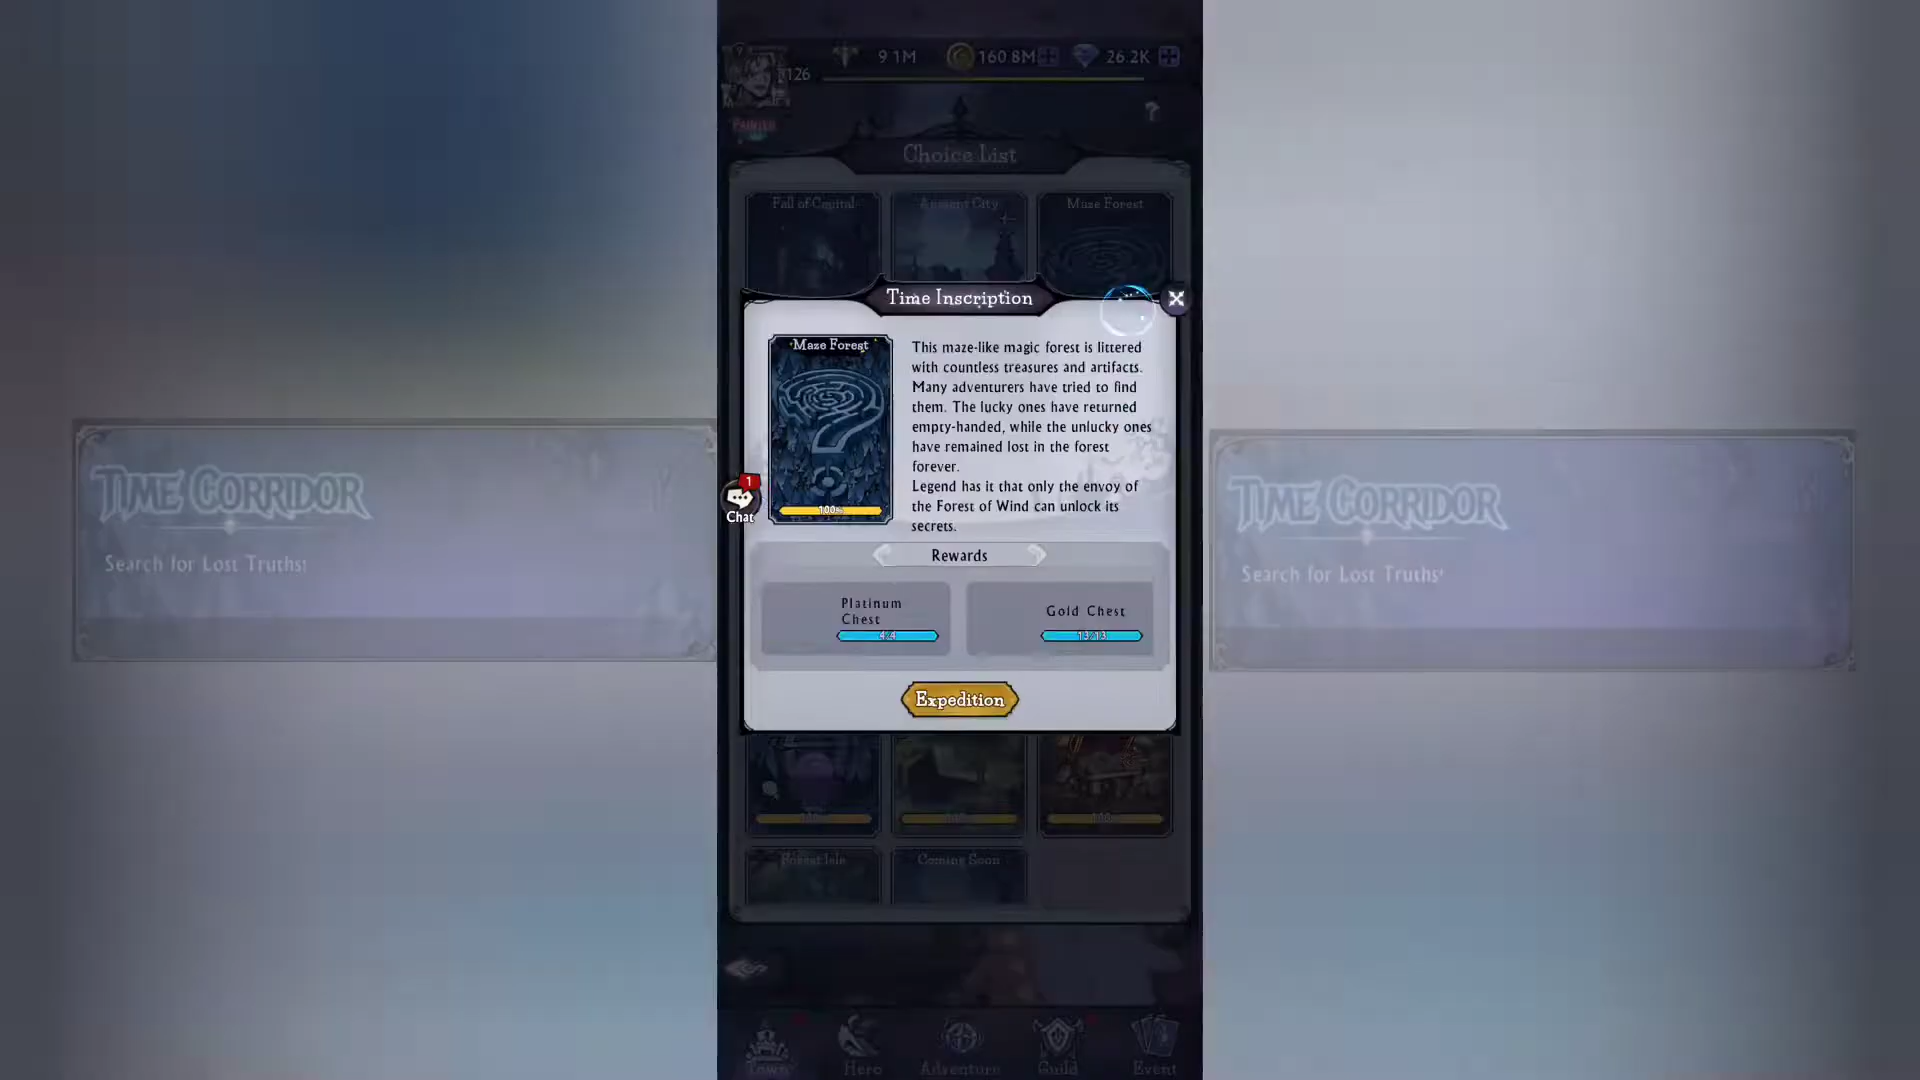 9.1M
160.8M
26.2K
126
Painter
Choice List
Fall of Capital
Ancient City
Maze Forest
Time Inscription
Maze Forest
100%
This maze-like magic forest is littered
with countless treasures and artifacts.
Many adventurers have tried to find
them. The lucky ones have returned
empty-handed, while the unlucky ones
have remained lost in the forest
forever.
Legend has it that only the envoy of
the Forest of Wind can unlock its
secrets.
1
Chat
Rewards
Platinum
Chest
4/4
Gold Chest
13/13
Expedition
Forest Isle
Coming Soon
Town
Hero
Adventure
Guild
Event
TIME CORRIDOR
Search for Lost Truths!
TIME CORRIDOR
Search for Lost Truths!